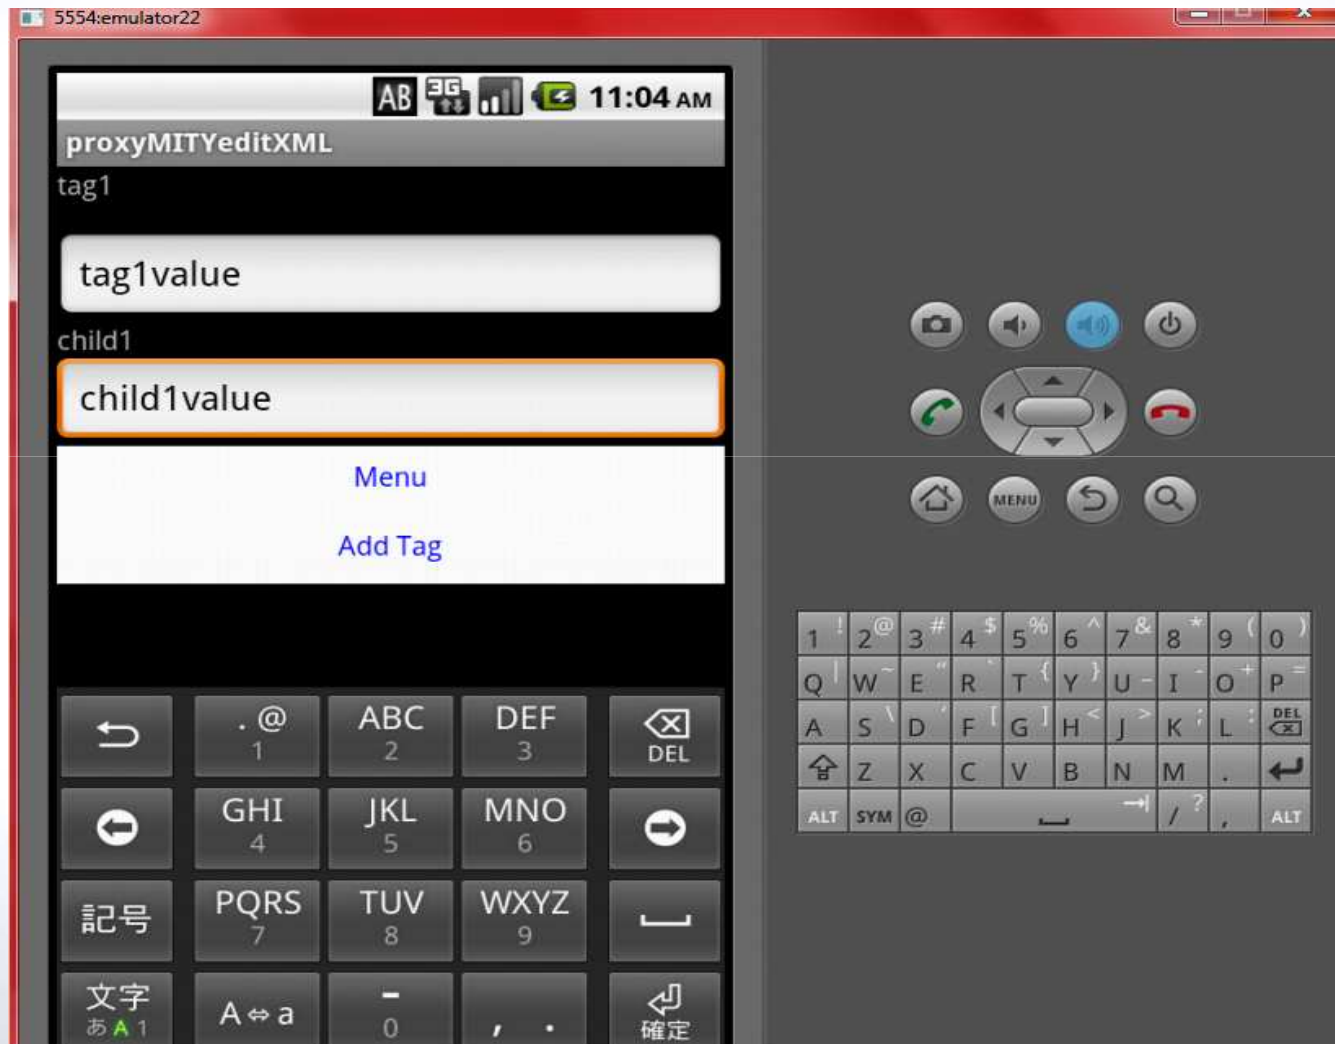 5554:emulator22
AB 3G 11:04 AM
proxyMITYeditXML
tag1
tag1value
child1
child1value
Menu
Add Tag
. @ ABC DEF
1 2 3 DEL
GHI JKL MNO
4 5 6
記号 PQRS TUV WXYZ
7 8 9
文字 A⇔a - , .
あ A 1 0 確定
MENU
1 ! 2 @ 3 # 4 $ 5 % 6 ^ 7 & 8 * 9 ( 0 )
Q | W ~ E " R ` T { Y } U _ I - O + P =
A S \ D ' F [ G ] H < J > K ; L : DEL
Z X C V B N M .
ALT SYM @ / ? , ALT